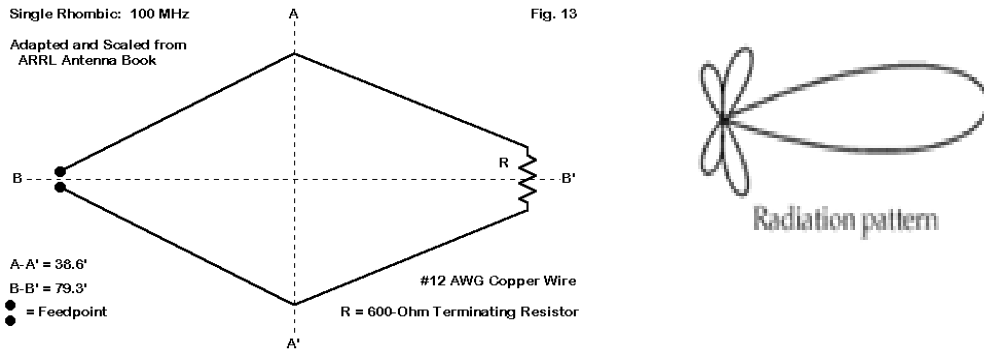 Single Rhombic: 100 MHz
Fig. 13
Adapted and Scaled from
ARRL Antenna Book
A
B
R
B'
A-A' = 38.6'
B-B' = 79.3'
= Feedpoint
#12 AWG Copper Wire
R = 600-Ohm Terminating Resistor
A'
Radiation pattern